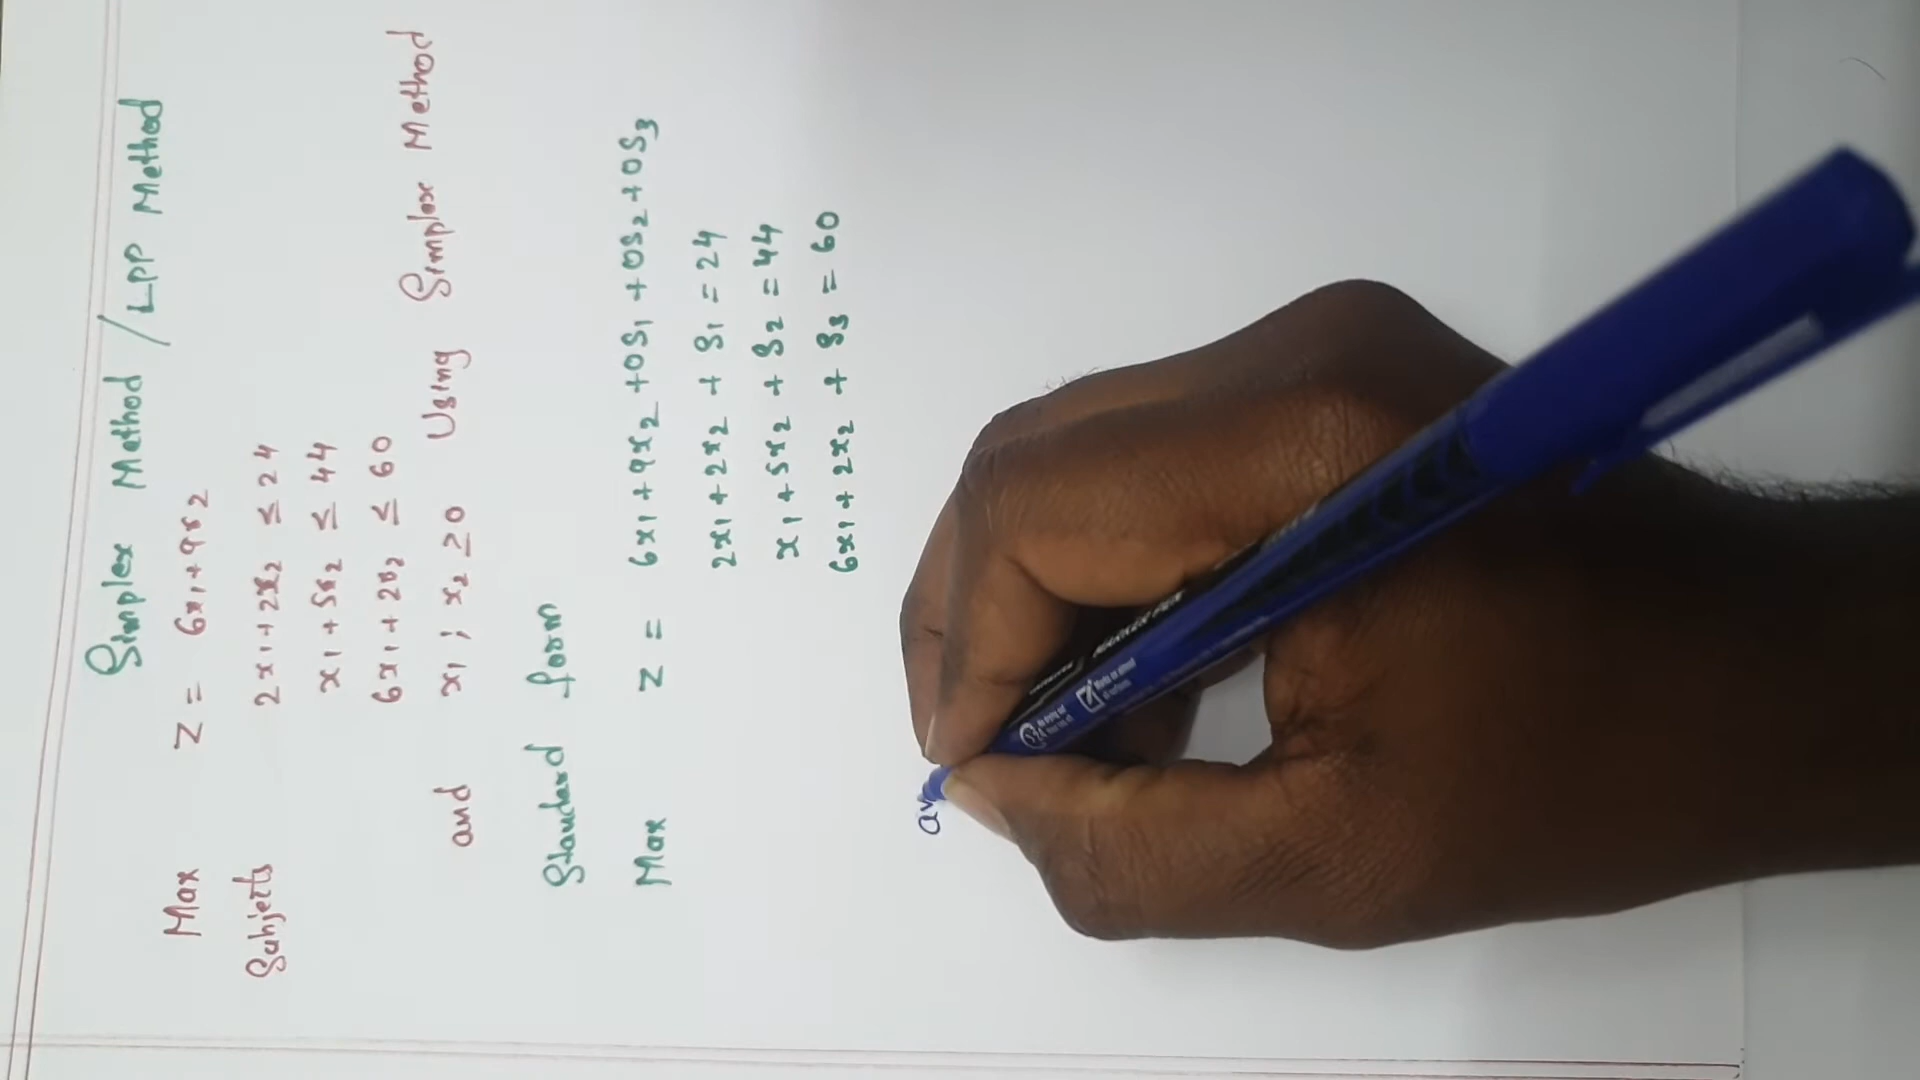 Simplex Method / LPP Method
Max Z = 6x1 + 9x2
Subjects 2x1 + 2x2 ≤ 24
x1 + 5x2 ≤ 44
6x1 + 2x2 ≤ 60
and x1 ; x2 ≥ 0 Using Simplex Method
Standard form
Max Z = 6x1 + 9x2 + 0S1 + 0S2 + 0S3
2x1 + 2x2 + S1 = 24
x1 + 5x2 + S2 = 44
6x1 + 2x2 + S3 = 60
MARKER PEN